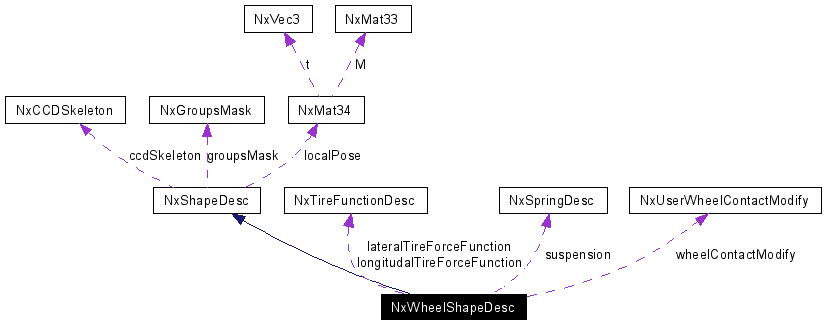 NxVec3
NxMat33
t
M
NxCCDSkeleton
NxGroupsMask
NxMat34
ccdSkeleton
groupsMask
localPose
NxShapeDesc
NxTireFunctionDesc
NxSpringDesc
NxUserWheelContactModify
lateralTireForceFunction
longitudalTireForceFunction
suspension
wheelContactModify
NxWheelShapeDesc